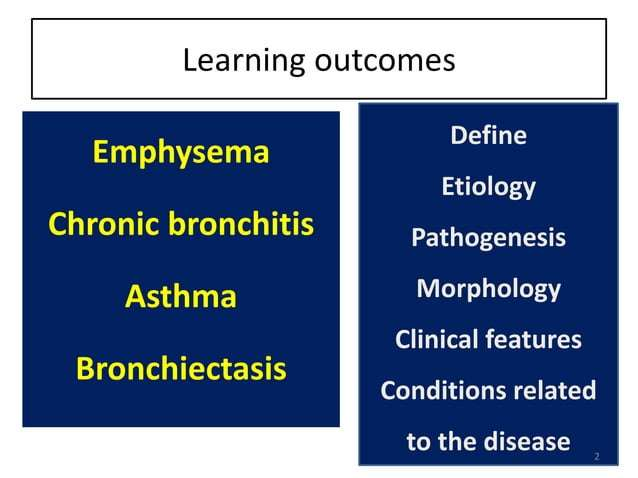 Learning outcomes
Emphysema
Chronic bronchitis
Asthma
Bronchiectasis
Define
Etiology
Pathogenesis
Morphology
Clinical features
Conditions related
to the disease
2